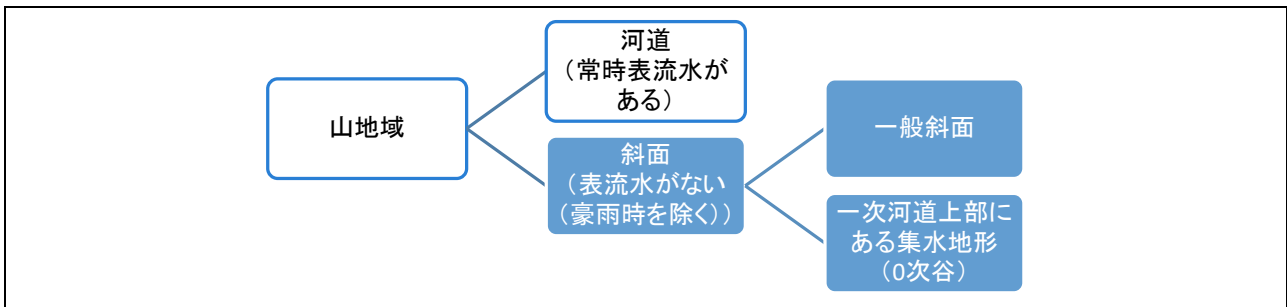 河道
（常時表流水が
ある）
山地域
一般斜面
斜面
（表流水がない
（豪雨時を除く））
一次河道上部に
ある集水地形
（0次谷）